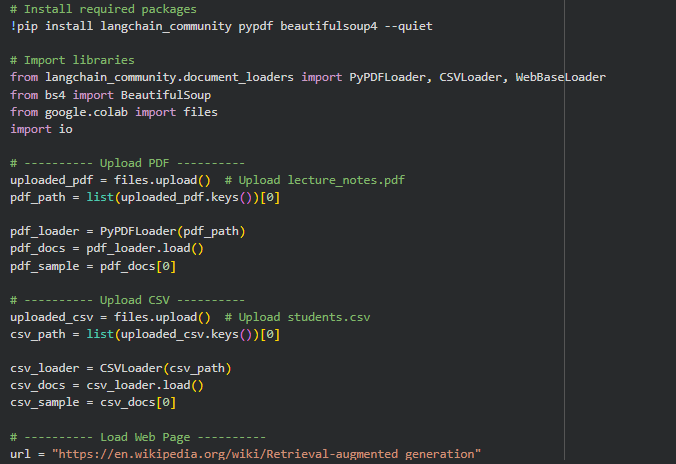 # Install required packages
!pip install langchain_community pypdf beautifulsoup4 --quiet
# Import libraries
from langchain_community.document_loaders import PyPDFLoader, CSVLoader, WebBaseLoader
from bs4 import BeautifulSoup
from google.colab import files
import io
# ---------- Upload PDF ----------
uploaded_pdf = files.upload()  # Upload lecture_notes.pdf
pdf_path = list(uploaded_pdf.keys())[0]
pdf_loader = PyPDFLoader(pdf_path)
pdf_docs = pdf_loader.load()
pdf_sample = pdf_docs[0]
# ---------- Upload CSV ----------
uploaded_csv = files.upload()  # Upload students.csv
csv_path = list(uploaded_csv.keys())[0]
csv_loader = CSVLoader(csv_path)
csv_docs = csv_loader.load()
csv_sample = csv_docs[0]
# ---------- Load Web Page ----------
url = "https://en.wikipedia.org/wiki/Retrieval-augmented_generation"